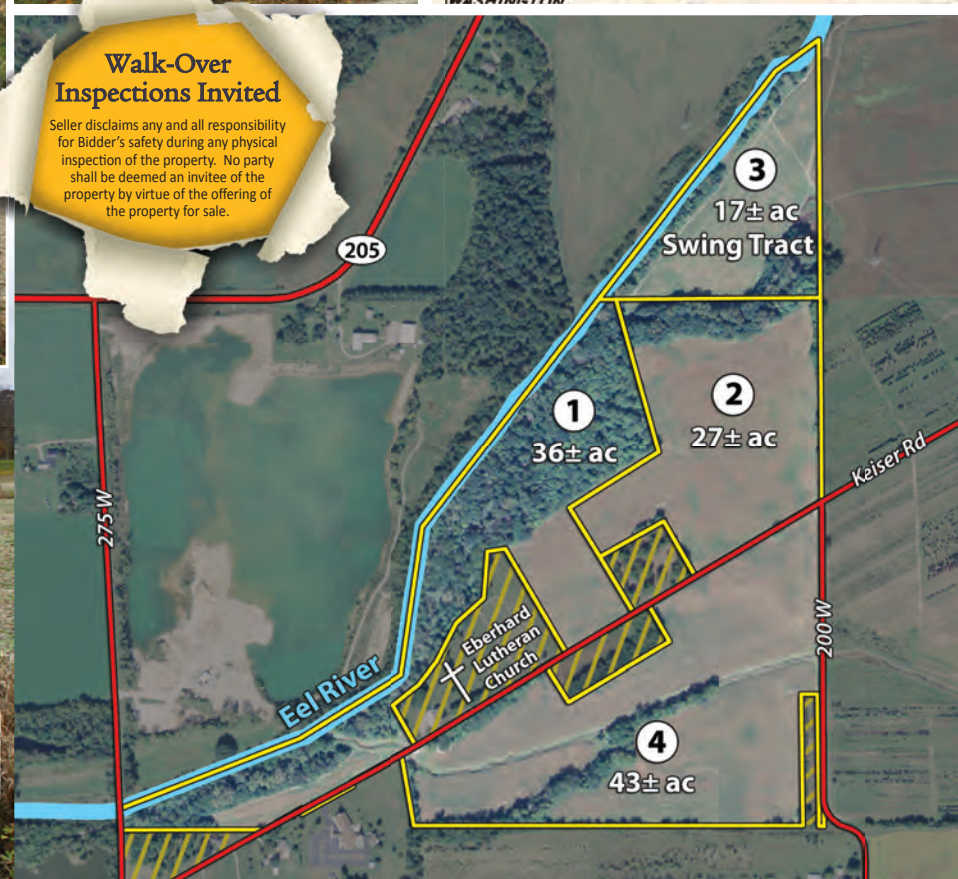 WASHINGTON
Walk-Over
Inspections Invited
Seller disclaims any and all responsibility
for Bidder's safety during any physical
inspection of the property. No party
shall be deemed an invitee of the
property by virtue of the offering of
the property for sale.
205
3
17± ac
Swing Tract
1
36± ac
2
27± ac
Keiser Rd
275 W
200 W
Eberhard
Lutheran
Church
Eel River
4
43± ac